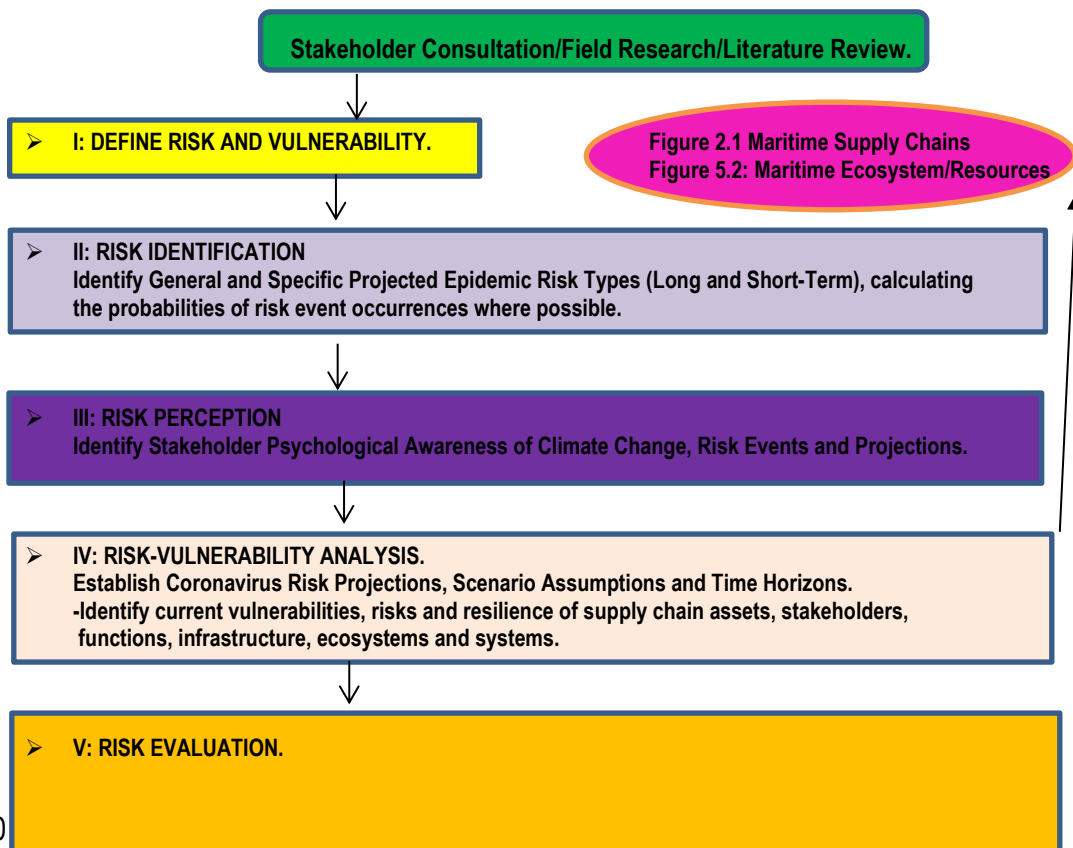 Stakeholder Consultation/Field Research/Literature Review.
➢ I: DEFINE RISK AND VULNERABILITY.
Figure 2.1 Maritime Supply Chains
Figure 5.2: Maritime Ecosystem/Resources
➢ II: RISK IDENTIFICATION
Identify General and Specific Projected Epidemic Risk Types (Long and Short-Term), calculating
the probabilities of risk event occurrences where possible.
➢ III: RISK PERCEPTION
Identify Stakeholder Psychological Awareness of Climate Change, Risk Events and Projections.
➢ IV: RISK-VULNERABILITY ANALYSIS.
Establish Coronavirus Risk Projections, Scenario Assumptions and Time Horizons.
-Identify current vulnerabilities, risks and resilience of supply chain assets, stakeholders,
functions, infrastructure, ecosystems and systems.
➢ V: RISK EVALUATION.